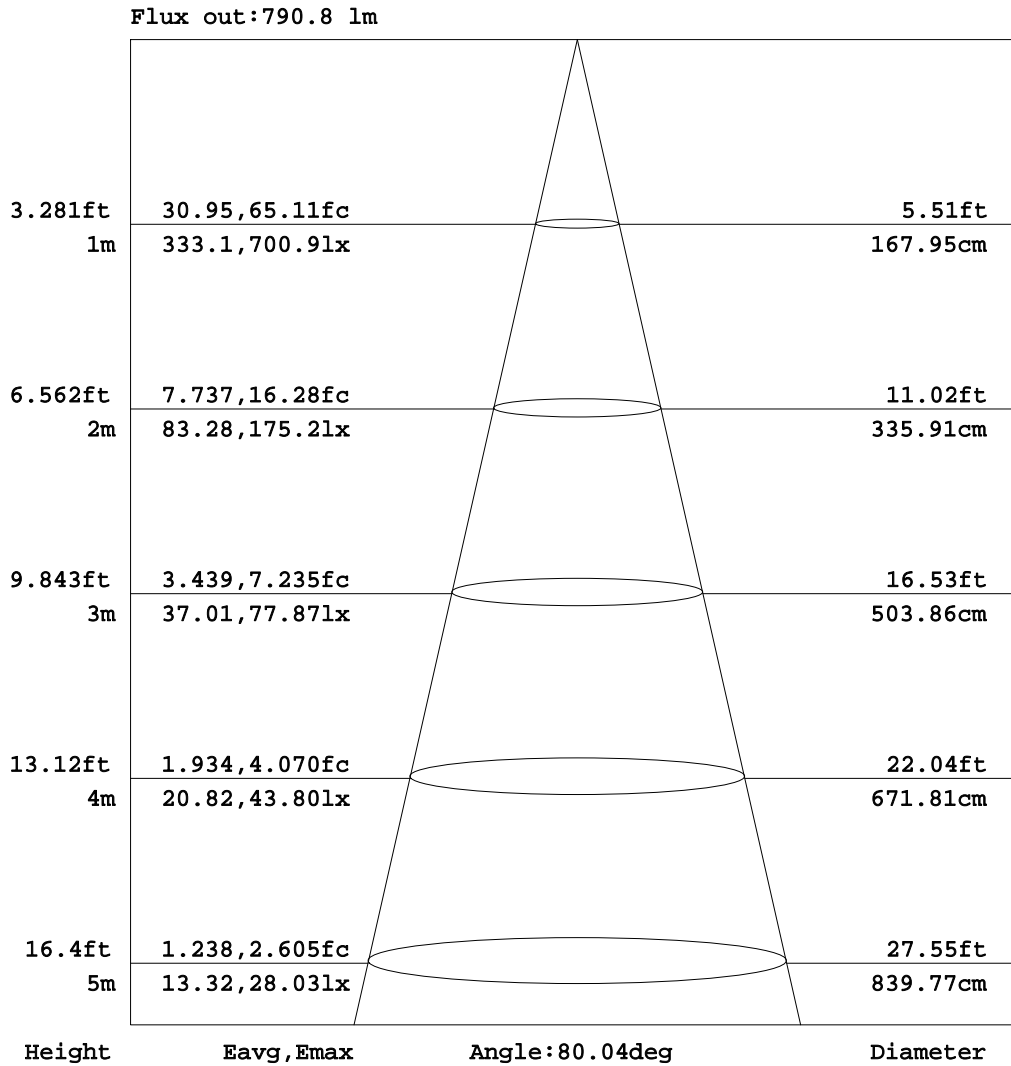 Flux out:790.8 lm
3.281ft 30.95,65.11fc 5.51ft
1m 333.1,700.9lx 167.95cm
6.562ft 7.737,16.28fc 11.02ft
2m 83.28,175.2lx 335.91cm
9.843ft 3.439,7.235fc 16.53ft
3m 37.01,77.87lx 503.86cm
13.12ft 1.934,4.070fc 22.04ft
4m 20.82,43.80lx 671.81cm
16.4ft 1.238,2.605fc 27.55ft
5m 13.32,28.03lx 839.77cm
Height Eavg,Emax Angle:80.04deg Diameter